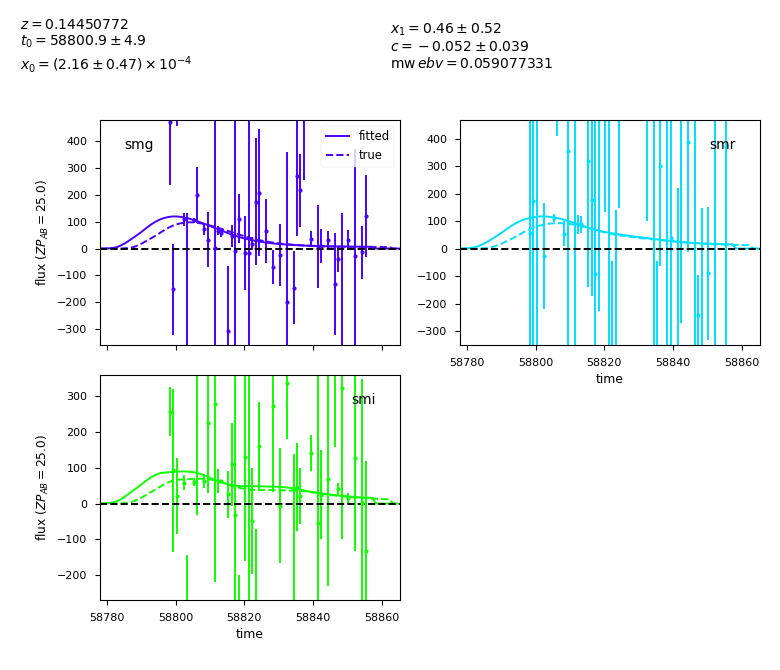 z = 0.14450772
t₀ = 58800.9 ± 4.9
x₀ = (2.16 ± 0.47) × 10⁻⁴
x₁ = 0.46 ± 0.52
c = −0.052 ± 0.039
mw ebv = 0.059077331
smg
fitted
true
400
300
200
100
0
−100
−200
−300
flux (ZP_AB = 25.0)
smr
400
300
200
100
0
−100
−200
−300
58780 58800 58820 58840 58860
time
smi
300
200
100
0
−100
−200
flux (ZP_AB = 25.0)
58780 58800 58820 58840 58860
time